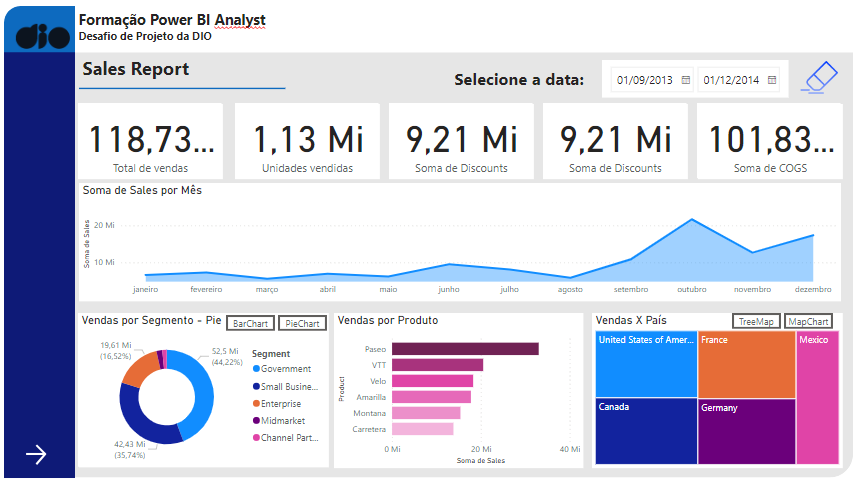 dio
Formação Power BI Analyst
Desafio de Projeto da DIO
Sales Report
Selecione a data:
01/09/2013
01/12/2014
118,73...
Total de vendas
1,13 Mi
Unidades vendidas
9,21 Mi
Soma de Discounts
9,21 Mi
Soma de Discounts
101,83...
Soma de COGS
Soma de Sales por Mês
Soma de Sales
20 Mi
10 Mi
janeiro
fevereiro
março
abril
maio
junho
julho
agosto
setembro
outubro
novembro
dezembro
Vendas por Segmento - Pie
BarChart
PieChart
19,61 Mi
(16,52%)
52,5 Mi
(44,22%)
42,43 Mi
(35,74%)
Segment
Government
Small Busine...
Enterprise
Midmarket
Channel Part...
Vendas por Produto
Product
Paseo
VTT
Velo
Amarilla
Montana
Carretera
0 Mi
20 Mi
40 Mi
Soma de Sales
Vendas X País
TreeMap
MapChart
United States of Amer...
France
Mexico
Canada
Germany